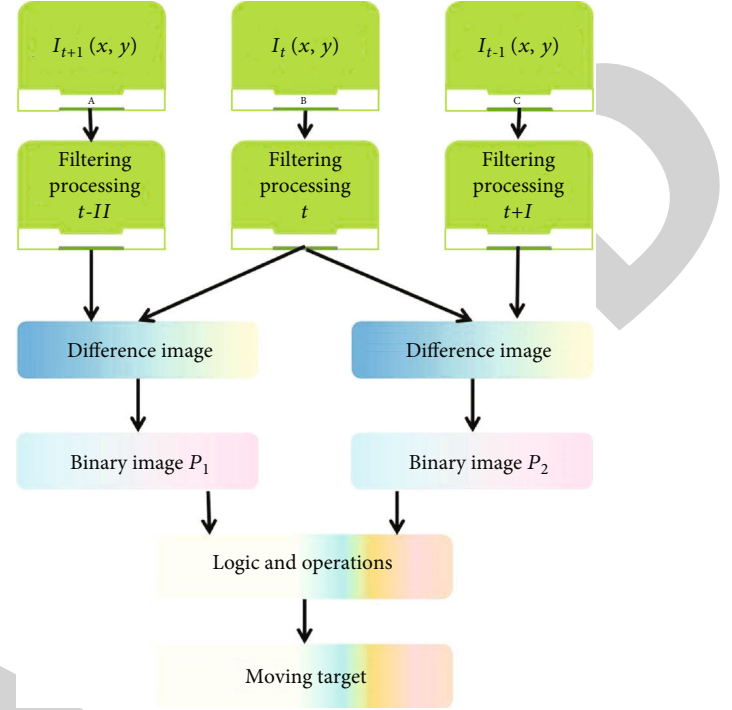 I_{t+1} (x, y)
I_t (x, y)
I_{t-1} (x, y)
A
B
C
Filtering
processing
t-II
Filtering
processing
t
Filtering
processing
t+I
Difference image
Difference image
Binary image P_1
Binary image P_2
Logic and operations
Moving target